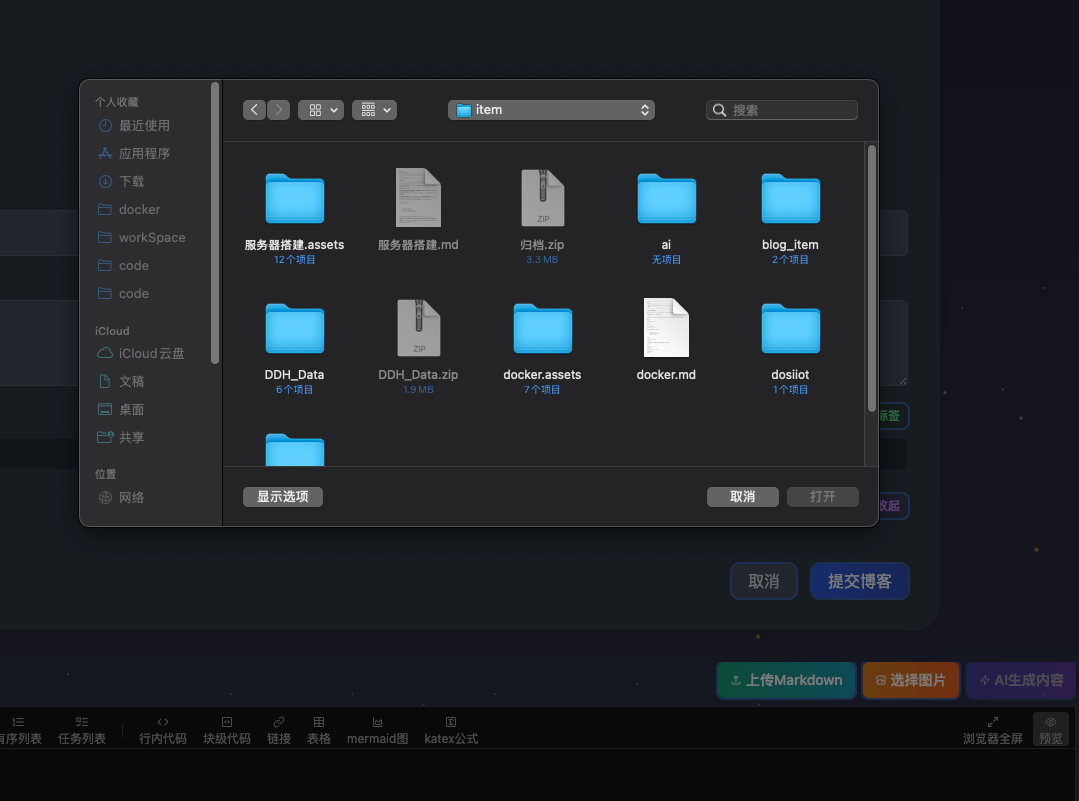 个人收藏
最近使用
应用程序
下载
docker
workSpace
code
code
iCloud
iCloud云盘
文稿
桌面
共享
位置
网络
item
搜索
服务器搭建.assets
12个项目
服务器搭建.md
归档.zip
3.3 MB
ai
无项目
blog_item
2个项目
ZIP
DDH_Data
6个项目
DDH_Data.zip
1.9 MB
docker.assets
7个项目
docker.md
dosiiot
1个项目
ZIP
显示选项
取消
打开
标签
收起
取消
提交博客
上传Markdown
选择图片
AI生成内容
有序列表
任务列表
行内代码
块级代码
链接
表格
mermaid图
katex公式
浏览器全屏
预览